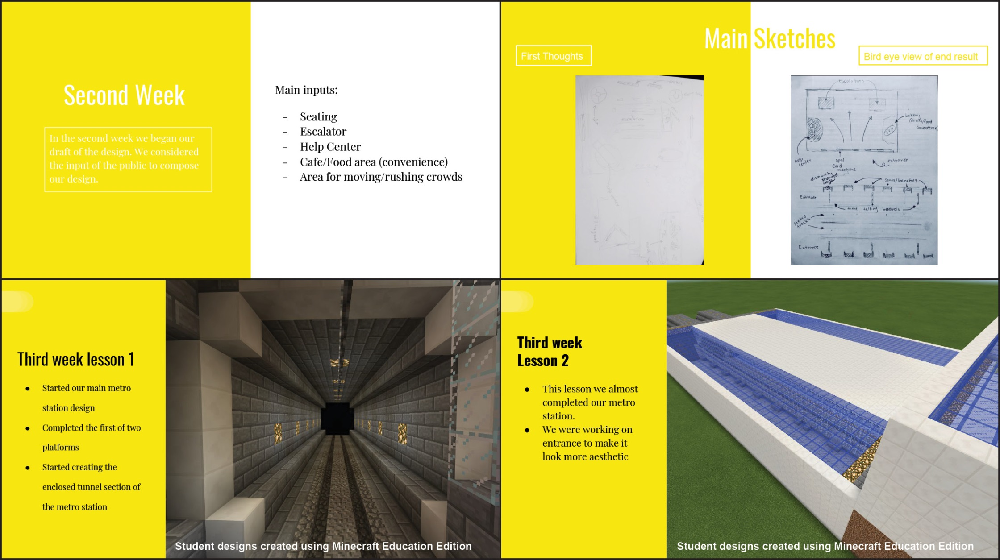 Second Week
In the second week we began our
draft of the design. We considered
the input of the public to compose
our design.
Main inputs;
- Seating
- Escalator
- Help Center
- Cafe/Food area (convenience)
- Area for moving/rushing crowds
Main Sketches
First Thoughts
Bird eye view of end result
benches
escalator
escalators
bakery
(drinks/food
convenience)
help
center
opal
card
machine
entrance
disability
reserved
seats
seats/benches
Entrance
time telling boards
Metro
tracks
Entrance
Third week lesson 1
● Started our main metro
station design
● Completed the first of two
platforms
● Started creating the
enclosed tunnel section of
the metro station
Student designs created using Minecraft Education Edition
Third week
Lesson 2
● This lesson we almost
completed our metro
station.
● We were working on
entrance to make it
look more aesthetic
Student designs created using Minecraft Education Edition